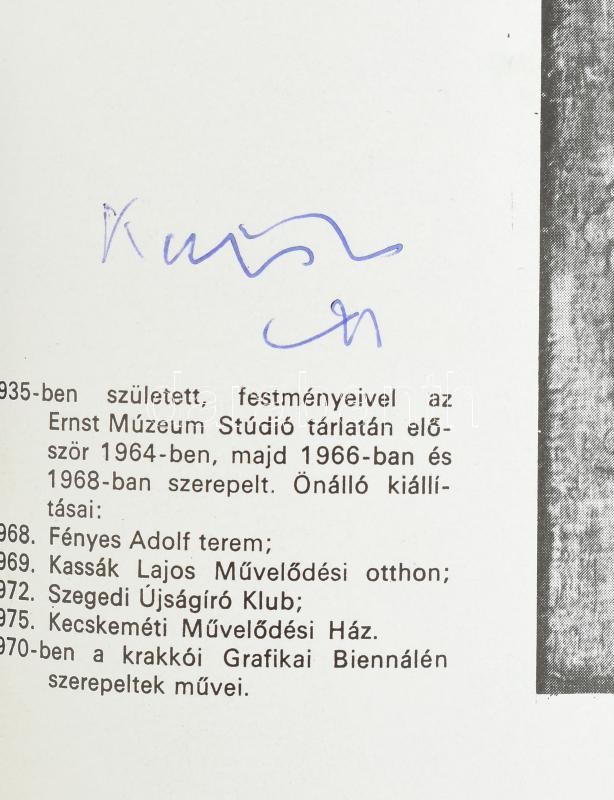 935-ben született, festményeivel az
Ernst Múzeum Stúdió tárlatán elő-
ször 1964-ben, majd 1966-ban és
1968-ban szerepelt. Önálló kiállí-
tásai:
968. Fényes Adolf terem;
969. Kassák Lajos Művelődési otthon;
972. Szegedi Újságíró Klub;
975. Kecskeméti Művelődési Ház.
970-ben a krakkói Grafikai Biennálén
szerepeltek művei.